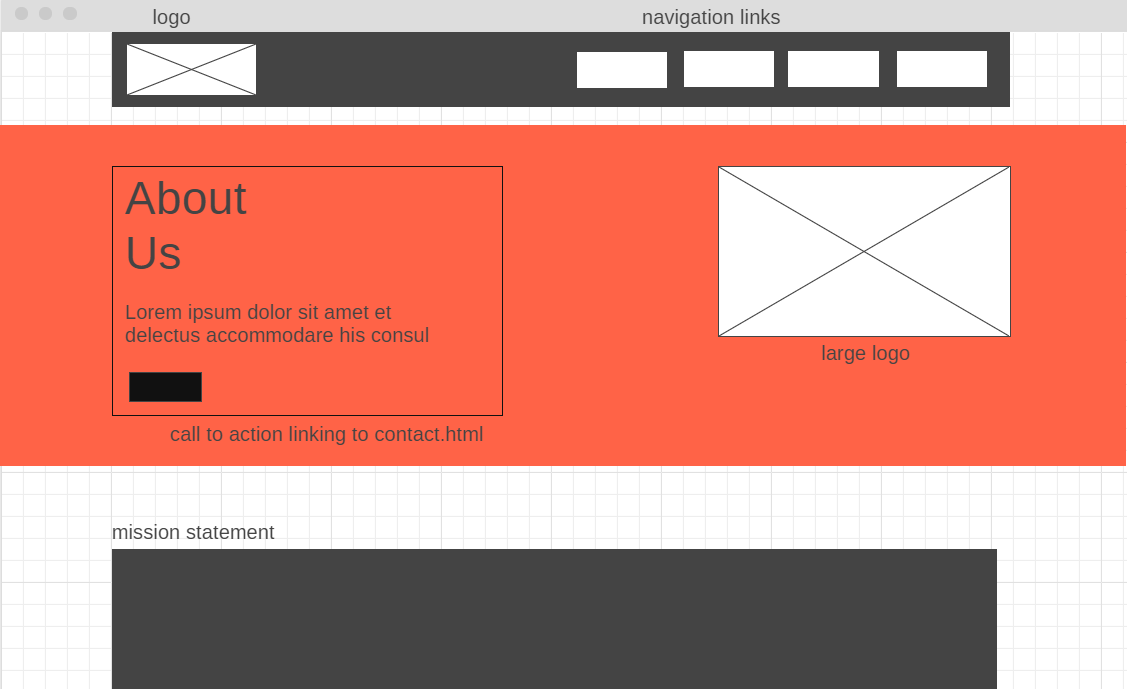 logo
navigation links
About
Us
Lorem ipsum dolor sit amet et
delectus accommodare his consul
large logo
call to action linking to contact.html
mission statement